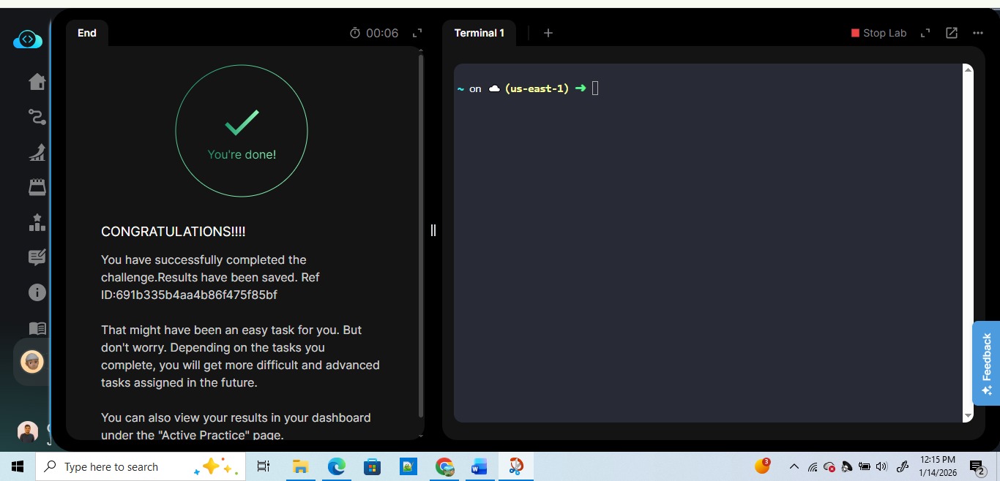 End
00:06
You're done!
CONGRATULATIONS!!!!
You have successfully completed the
challenge.Results have been saved. Ref
ID:691b335b4aa4b86f475f85bf
That might have been an easy task for you. But
don't worry. Depending on the tasks you
complete, you will get more difficult and advanced
tasks assigned in the future.
You can also view your results in your dashboard
under the "Active Practice" page.
Terminal 1
+
Stop Lab
~ on (us-east-1) ➜
Feedback
Type here to search
3
12:15 PM
1/14/2026
2